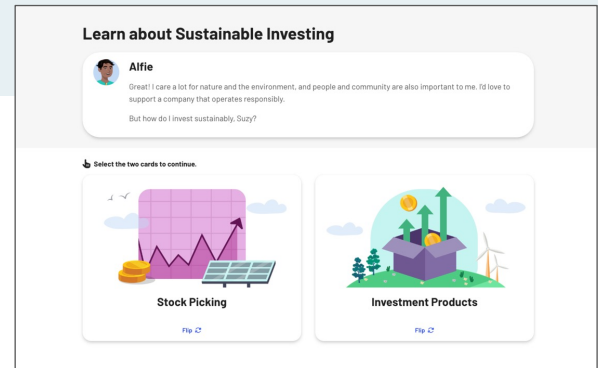 Learn about Sustainable Investing
Alfie
Great! I care a lot for nature and the environment, and people and community are also important to me. I'd love to
support a company that operates responsibly.
But how do I invest sustainably, Suzy?
Select the two cards to continue.
Stock Picking
Flip
Investment Products
Flip